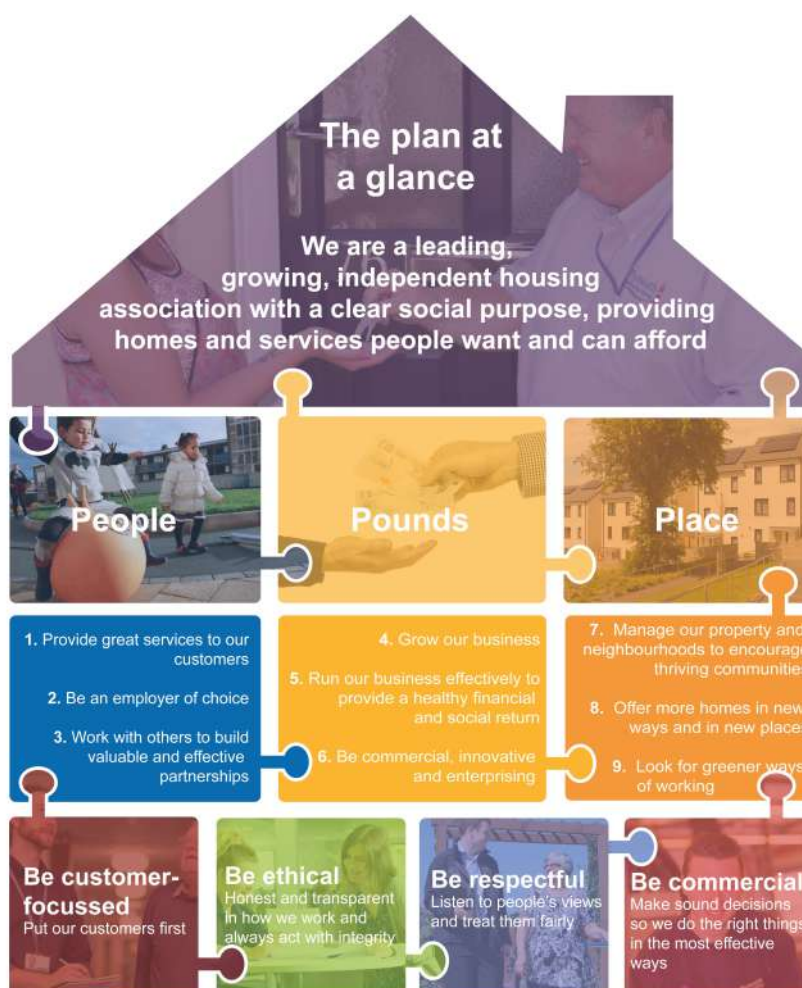 The plan at
a glance
We are a leading,
growing, independent housing
association with a clear social purpose, providing
homes and services people want and can afford
People
Pounds
Place
1. Provide great services to our
customers
2. Be an employer of choice
3. Work with others to build
valuable and effective
partnerships
4. Grow our business
5. Run our business effectively to
provide a healthy financial
and social return
6. Be commercial, innovative
and enterprising
7. Manage our property and
neighbourhoods to encourage
thriving communities
8. Offer more homes in new
ways and in new places
9. Look for greener ways
of working
Be customer-
focussed
Put our customers first
Be ethical
Honest and transparent
in how we work and
always act with integrity
Be respectful
Listen to people's views
and treat them fairly
Be commercial
Make sound decisions
so we do the right things
in the most effective
ways